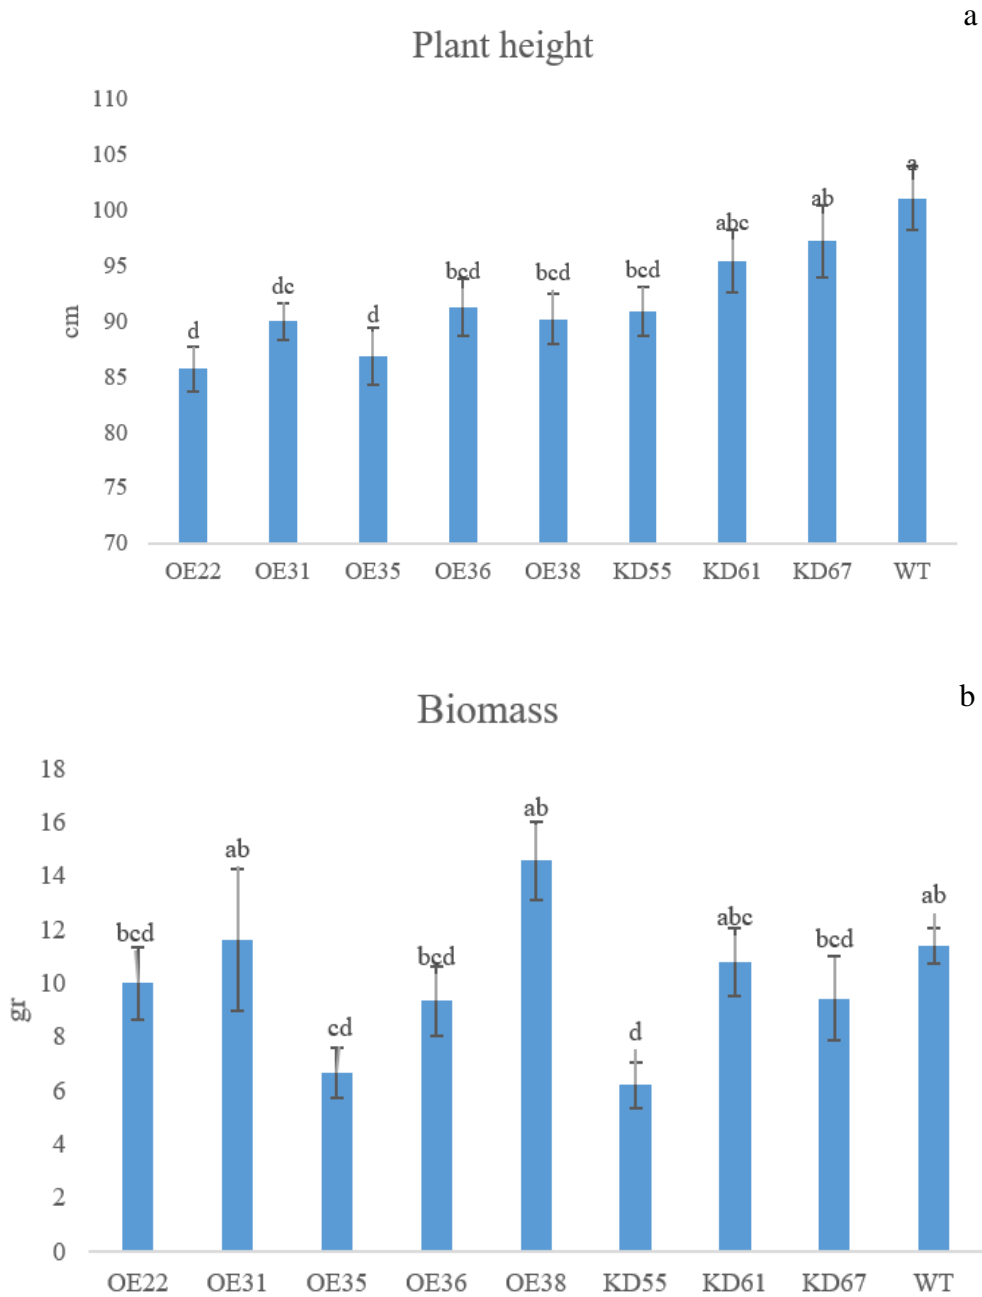 a
Plant height
110
105
100
95
90
85
80
75
70
cm
d
dc
d
bcd
bcd
bcd
abc
ab
a
OE22 OE31 OE35 OE36 OE38 KD55 KD61 KD67 WT
b
Biomass
18
16
14
12
10
8
6
4
2
0
gr
bcd
ab
cd
bcd
ab
d
abc
bcd
ab
OE22 OE31 OE35 OE36 OE38 KD55 KD61 KD67 WT